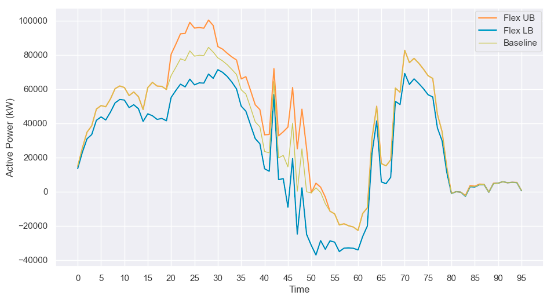 Flex UB
Flex LB
Baseline
Active Power (kW)
100000
80000
60000
40000
20000
0
−20000
−40000
0 5 10 15 20 25 30 35 40 45 50 55 60 65 70 75 80 85 90 95
Time